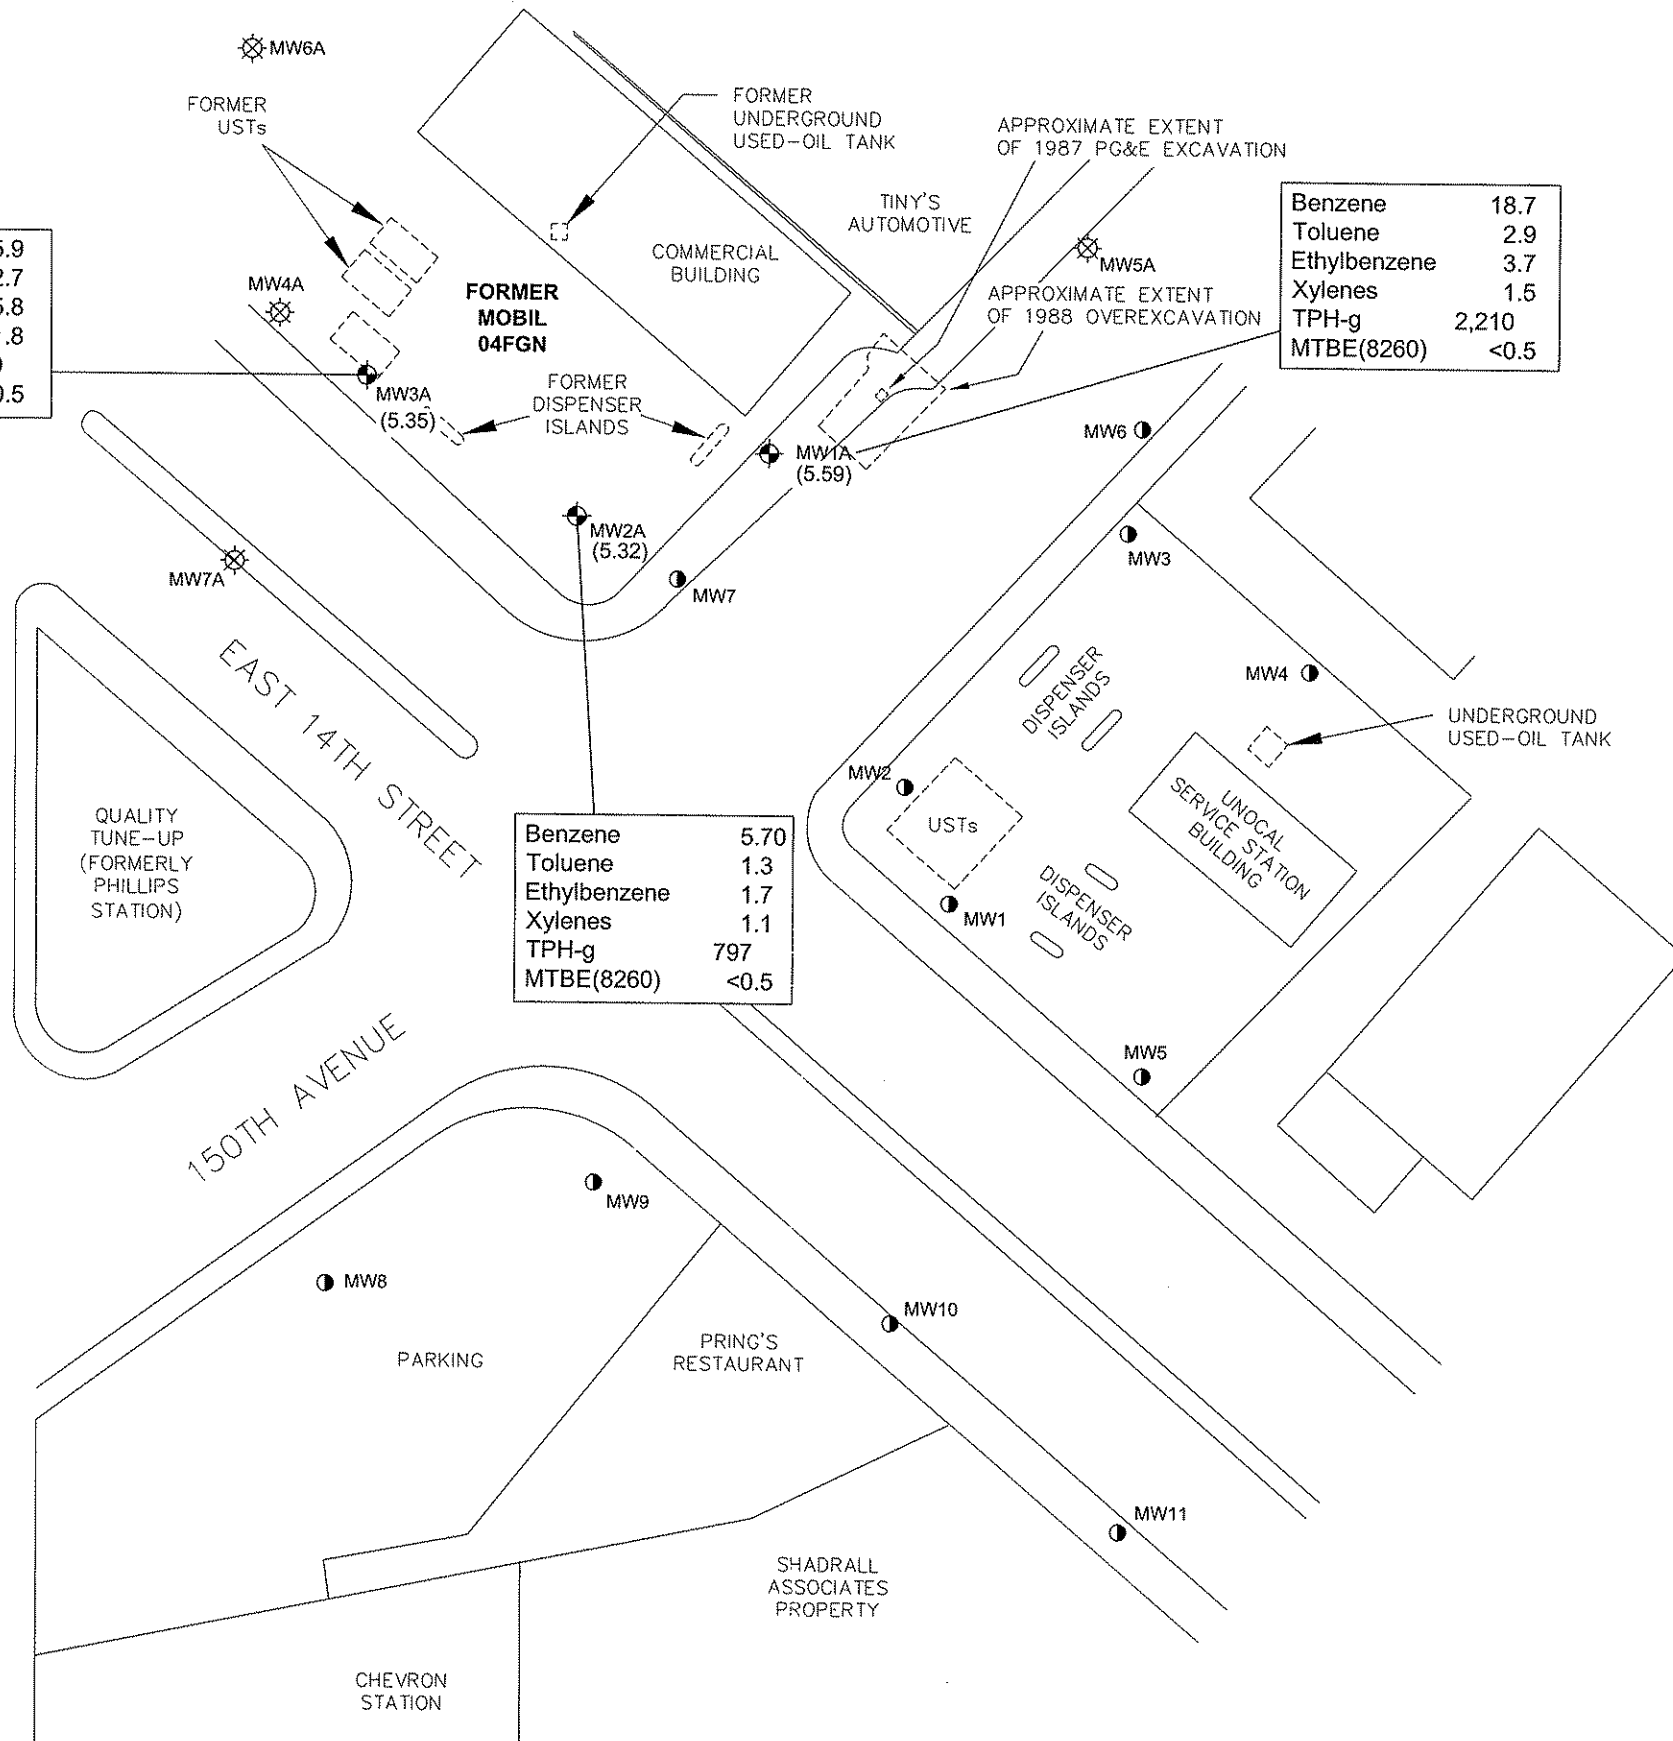 MW6A
FORMER
USTs
FORMER
UNDERGROUND
USED-OIL TANK
APPROXIMATE EXTENT
OF 1987 PG&E EXCAVATION
TINY'S
AUTOMOTIVE
COMMERCIAL
BUILDING
MW5A
Benzene 18.7
Toluene 2.9
Ethylbenzene 3.7
Xylenes 1.5
TPH-g 2,210
MTBE(8260) <0.5
MW4A
FORMER
MOBIL
04FGN
APPROXIMATE EXTENT
OF 1988 OVEREXCAVATION
MW3A
(5.35)
FORMER
DISPENSER
ISLANDS
MW1A
(5.59)
MW6
MW2A
(5.32)
MW3
MW7A
MW7
EAST 14TH STREET
DISPENSER
ISLANDS
MW4
UNDERGROUND
USED-OIL TANK
MW2
USTs
UNOCAL
SERVICE STATION
BUILDING
QUALITY
TUNE-UP
(FORMERLY
PHILLIPS
STATION)
Benzene 5.70
Toluene 1.3
Ethylbenzene 1.7
Xylenes 1.1
TPH-g 797
MTBE(8260) <0.5
DISPENSER
ISLANDS
MW1
150TH AVENUE
MW5
MW9
MW8
MW10
PARKING
PRING'S
RESTAURANT
MW11
SHADRALL
ASSOCIATES
PROPERTY
CHEVRON
STATION